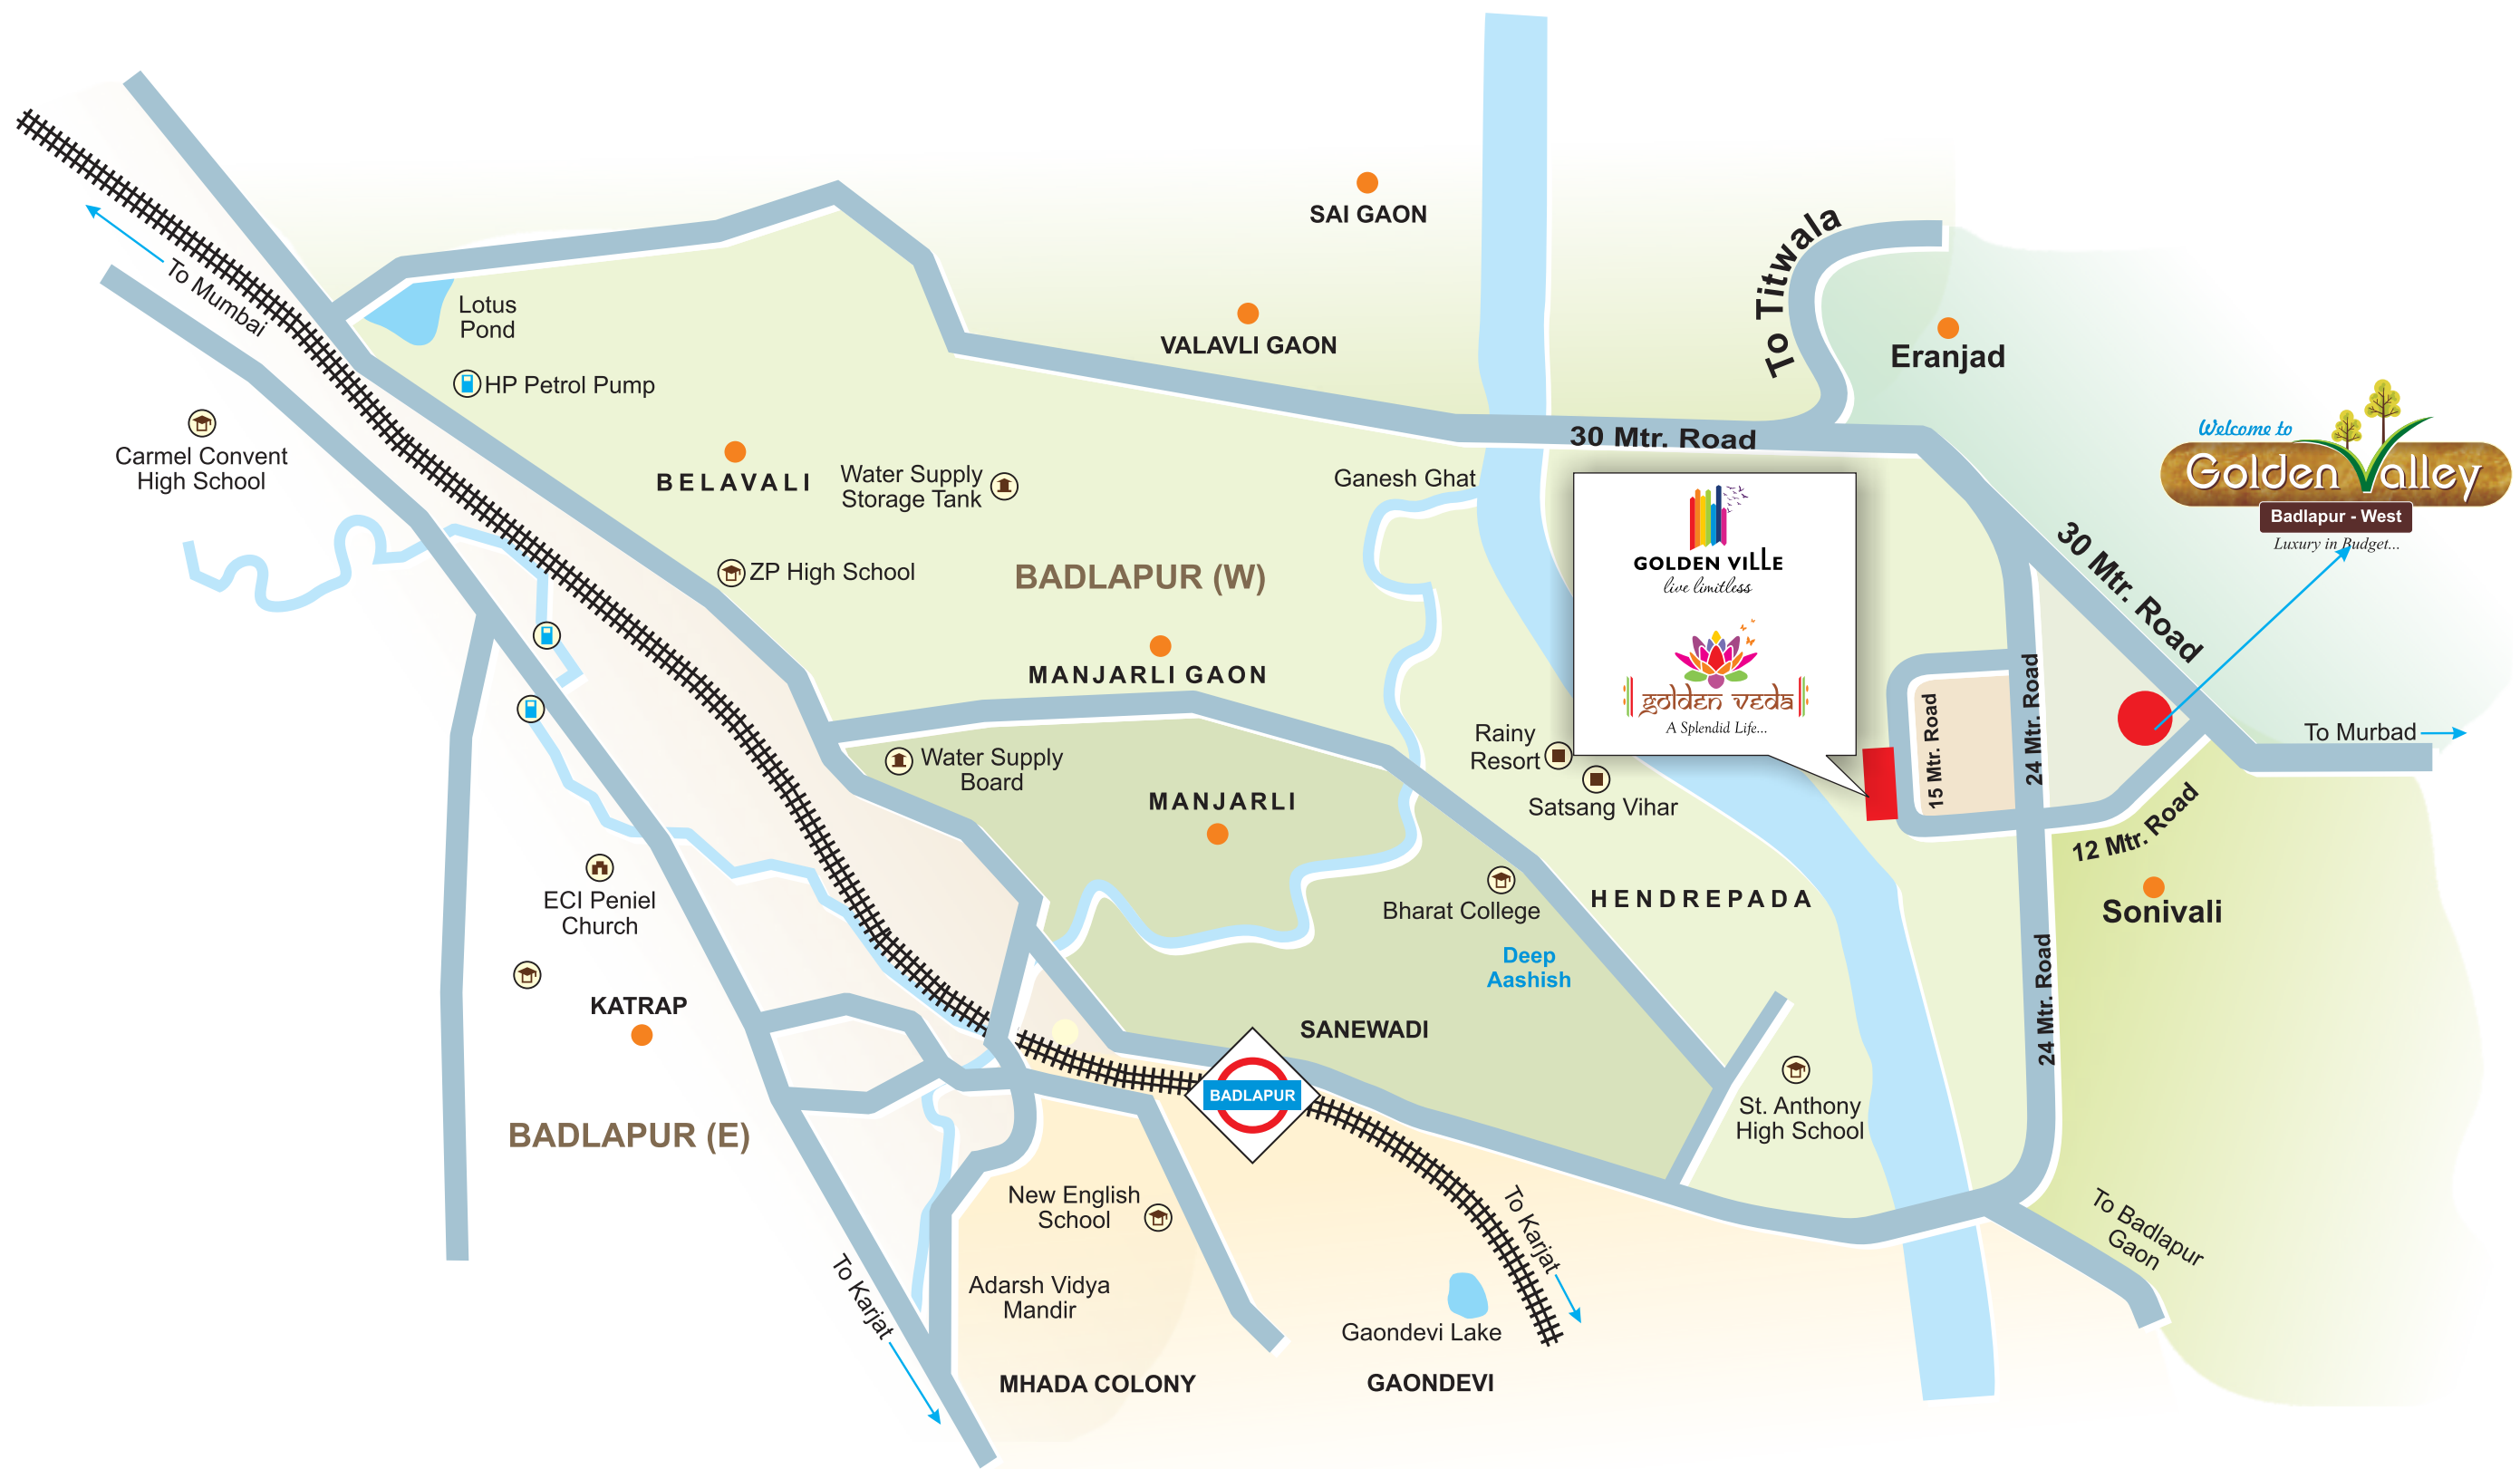 SAI GAON
VALAVLI GAON
To Titwala
Eranjad
To Mumbai
Lotus
Pond
HP Petrol Pump
Carmel Convent
High School
BELAVALI
Water Supply
Storage Tank
Ganesh Ghat
30 Mtr. Road
Welcome to
Golden Valley
Badlapur - West
Luxury in Budget...
30 Mtr. Road
GOLDEN VILLE
live limitless
golden veda
A Splendid Life...
ZP High School
BADLAPUR (W)
MANJARLI GAON
Rainy
Resort
Satsang Vihar
15 Mtr. Road
24 Mtr. Road
To Murbad
12 Mtr. Road
Water Supply
Board
MANJARLI
ECI Peniel
Church
Bharat College
HENDREPADA
Sonivali
Deep
Aashish
24 Mtr. Road
KATRAP
SANEWADI
BADLAPUR
St. Anthony
High School
BADLAPUR (E)
New English
School
To Karjat
To Badlapur
Gaon
To Karjat
Adarsh Vidya
Mandir
Gaondevi Lake
MHADA COLONY
GAONDEVI